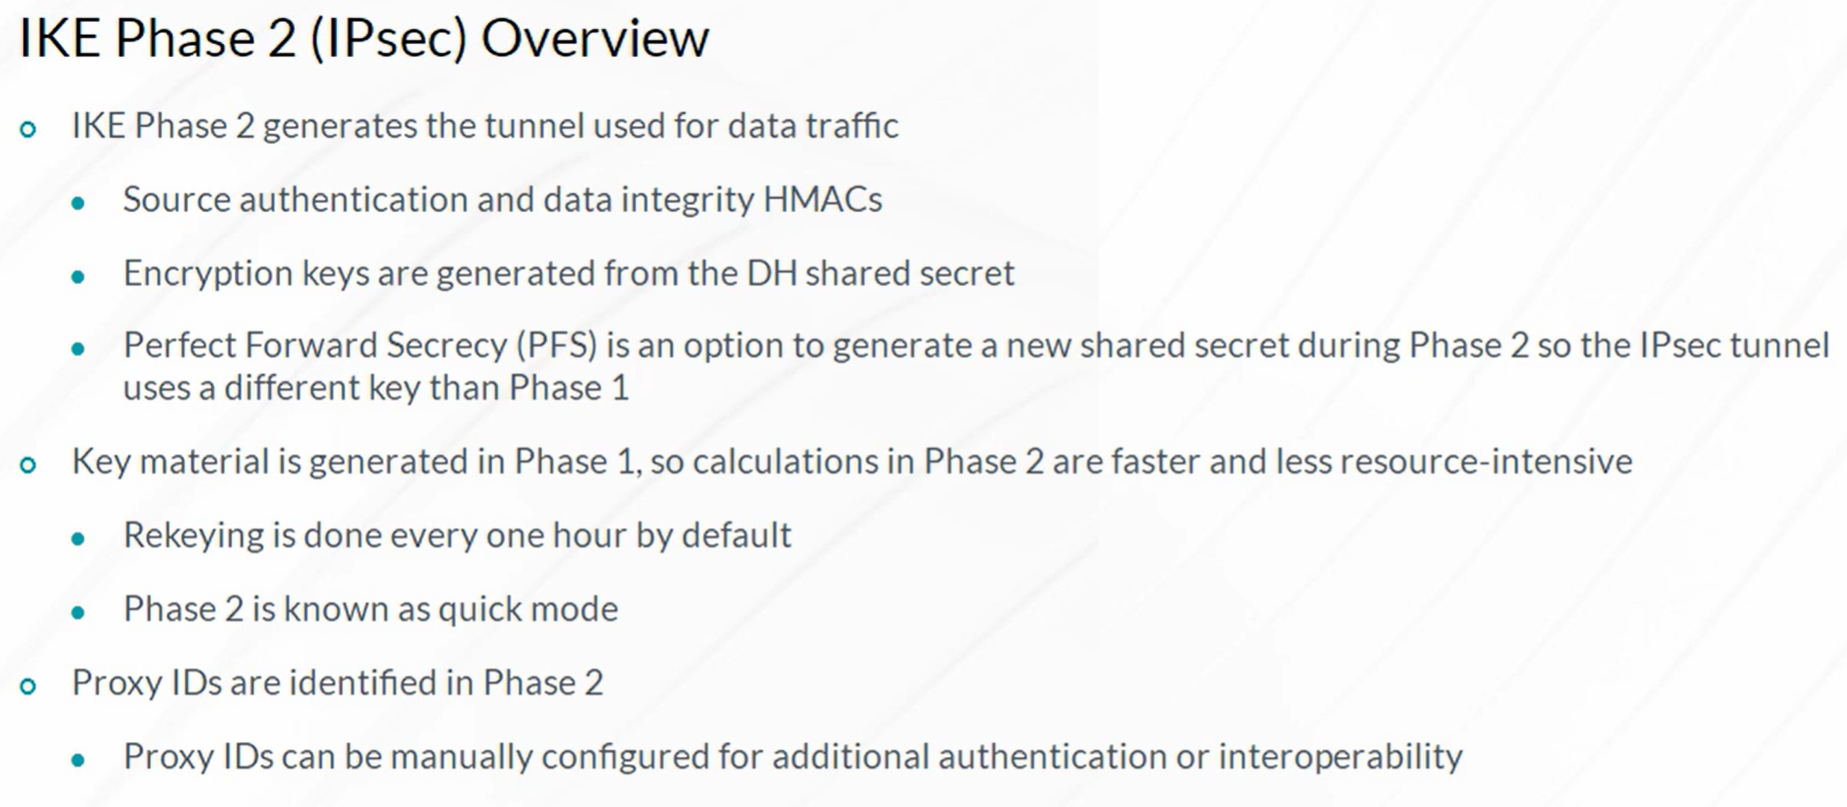 IKE Phase 2 (IPsec) Overview
IKE Phase 2 generates the tunnel used for data traffic
Source authentication and data integrity HMACs
Encryption keys are generated from the DH shared secret
Perfect Forward Secrecy (PFS) is an option to generate a new shared secret during Phase 2 so the IPsec tunnel
uses a different key than Phase 1
Key material is generated in Phase 1, so calculations in Phase 2 are faster and less resource-intensive
Rekeying is done every one hour by default
Phase 2 is known as quick mode
Proxy IDs are identified in Phase 2
Proxy IDs can be manually configured for additional authentication or interoperability